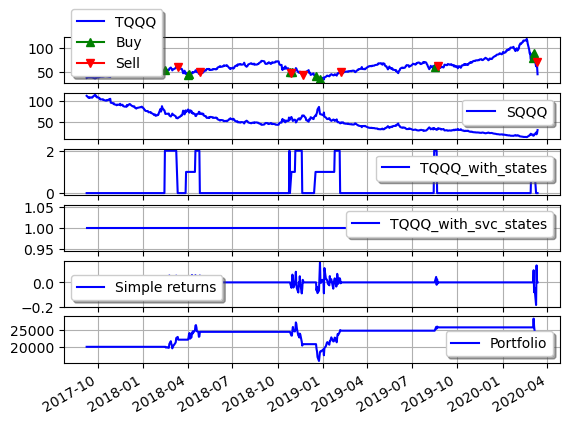 TQQQ
Buy
Sell
100
50
SQQQ
100
50
TQQQ_with_states
2
0
TQQQ_with_svc_states
1.05
1.00
0.95
Simple returns
0.0
−0.2
Portfolio
25000
20000
2017-10 2018-01 2018-04 2018-07 2018-10 2019-01 2019-04 2019-07 2019-10 2020-01 2020-04